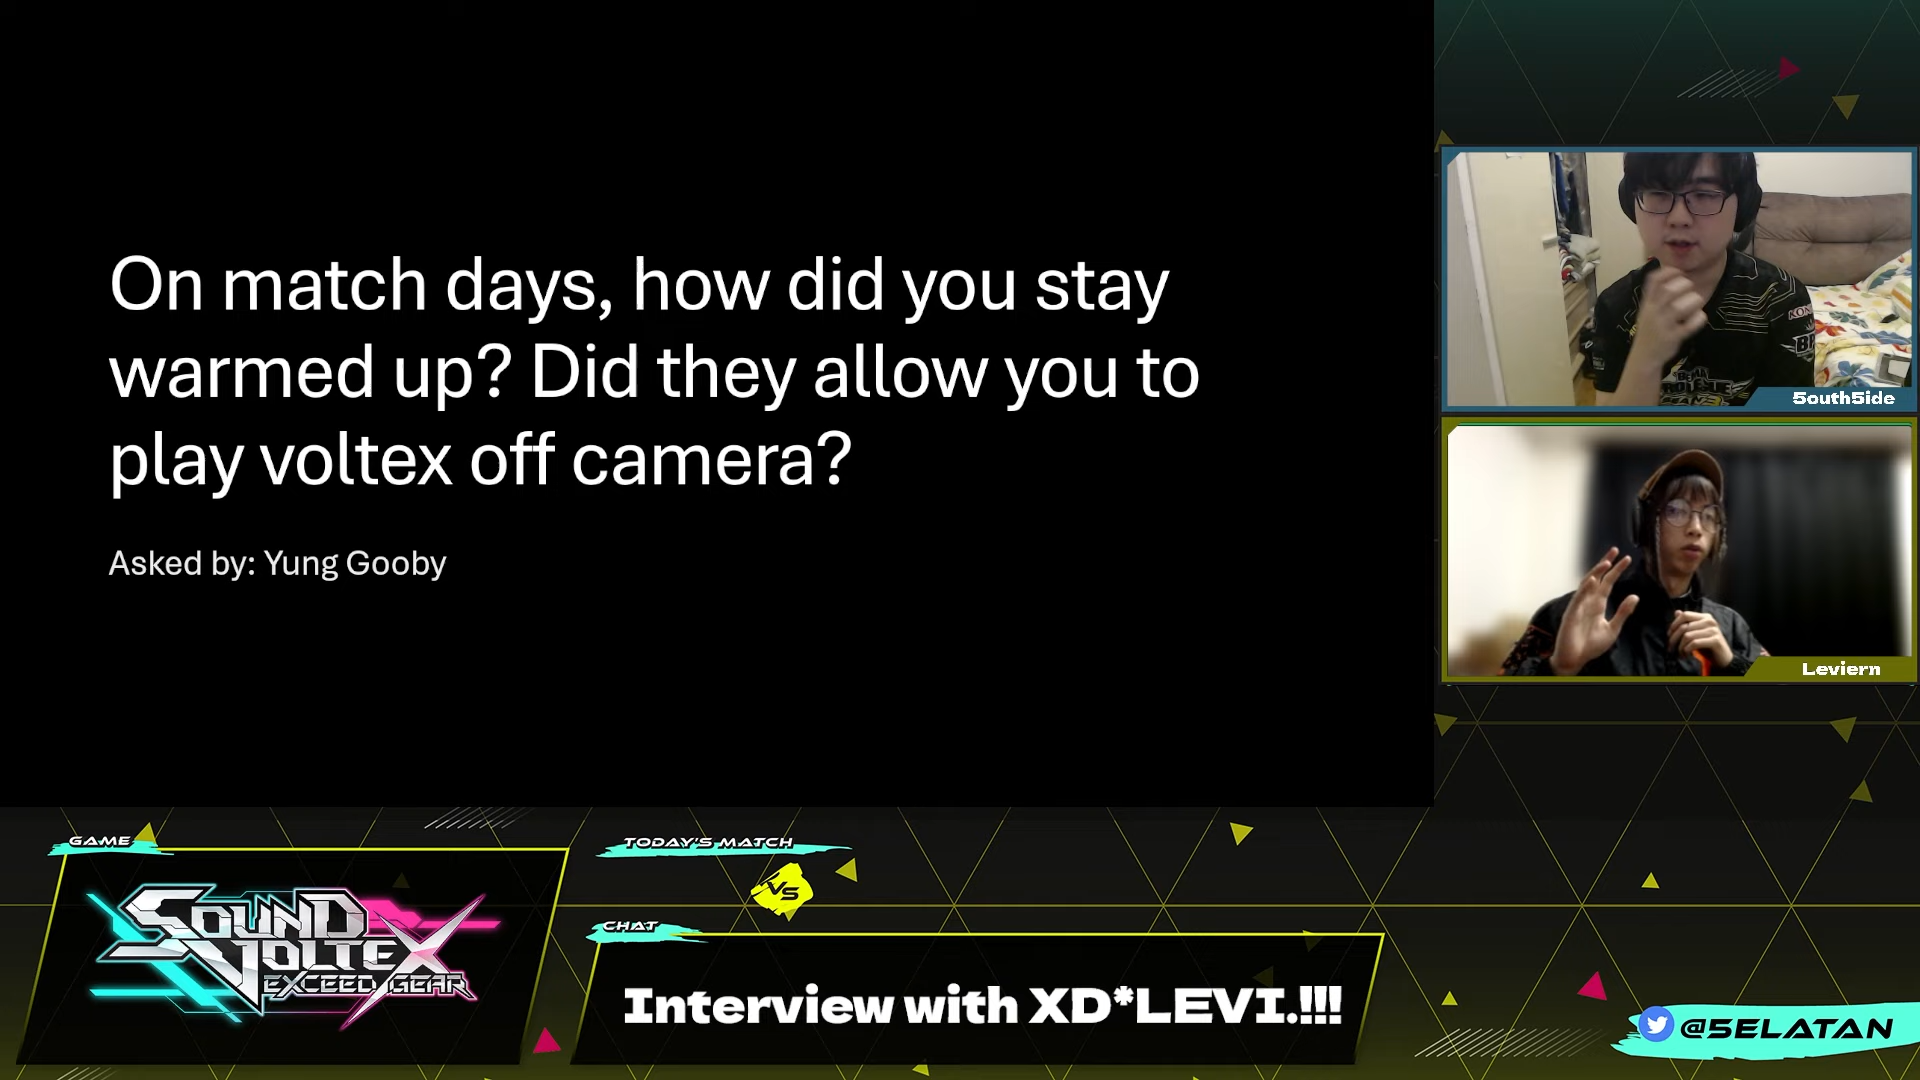 On match days, how did you stay
warmed up? Did they allow you to
play voltex off camera?
Asked by: Yung Gooby
KON
5outh5ide
Leviern
GAME
SOUND
VOLTEX
EXCEED GEAR
TODAY'S MATCH
VS
CHAT
Interview with XD*LEVI.!!!
@5ELATAN